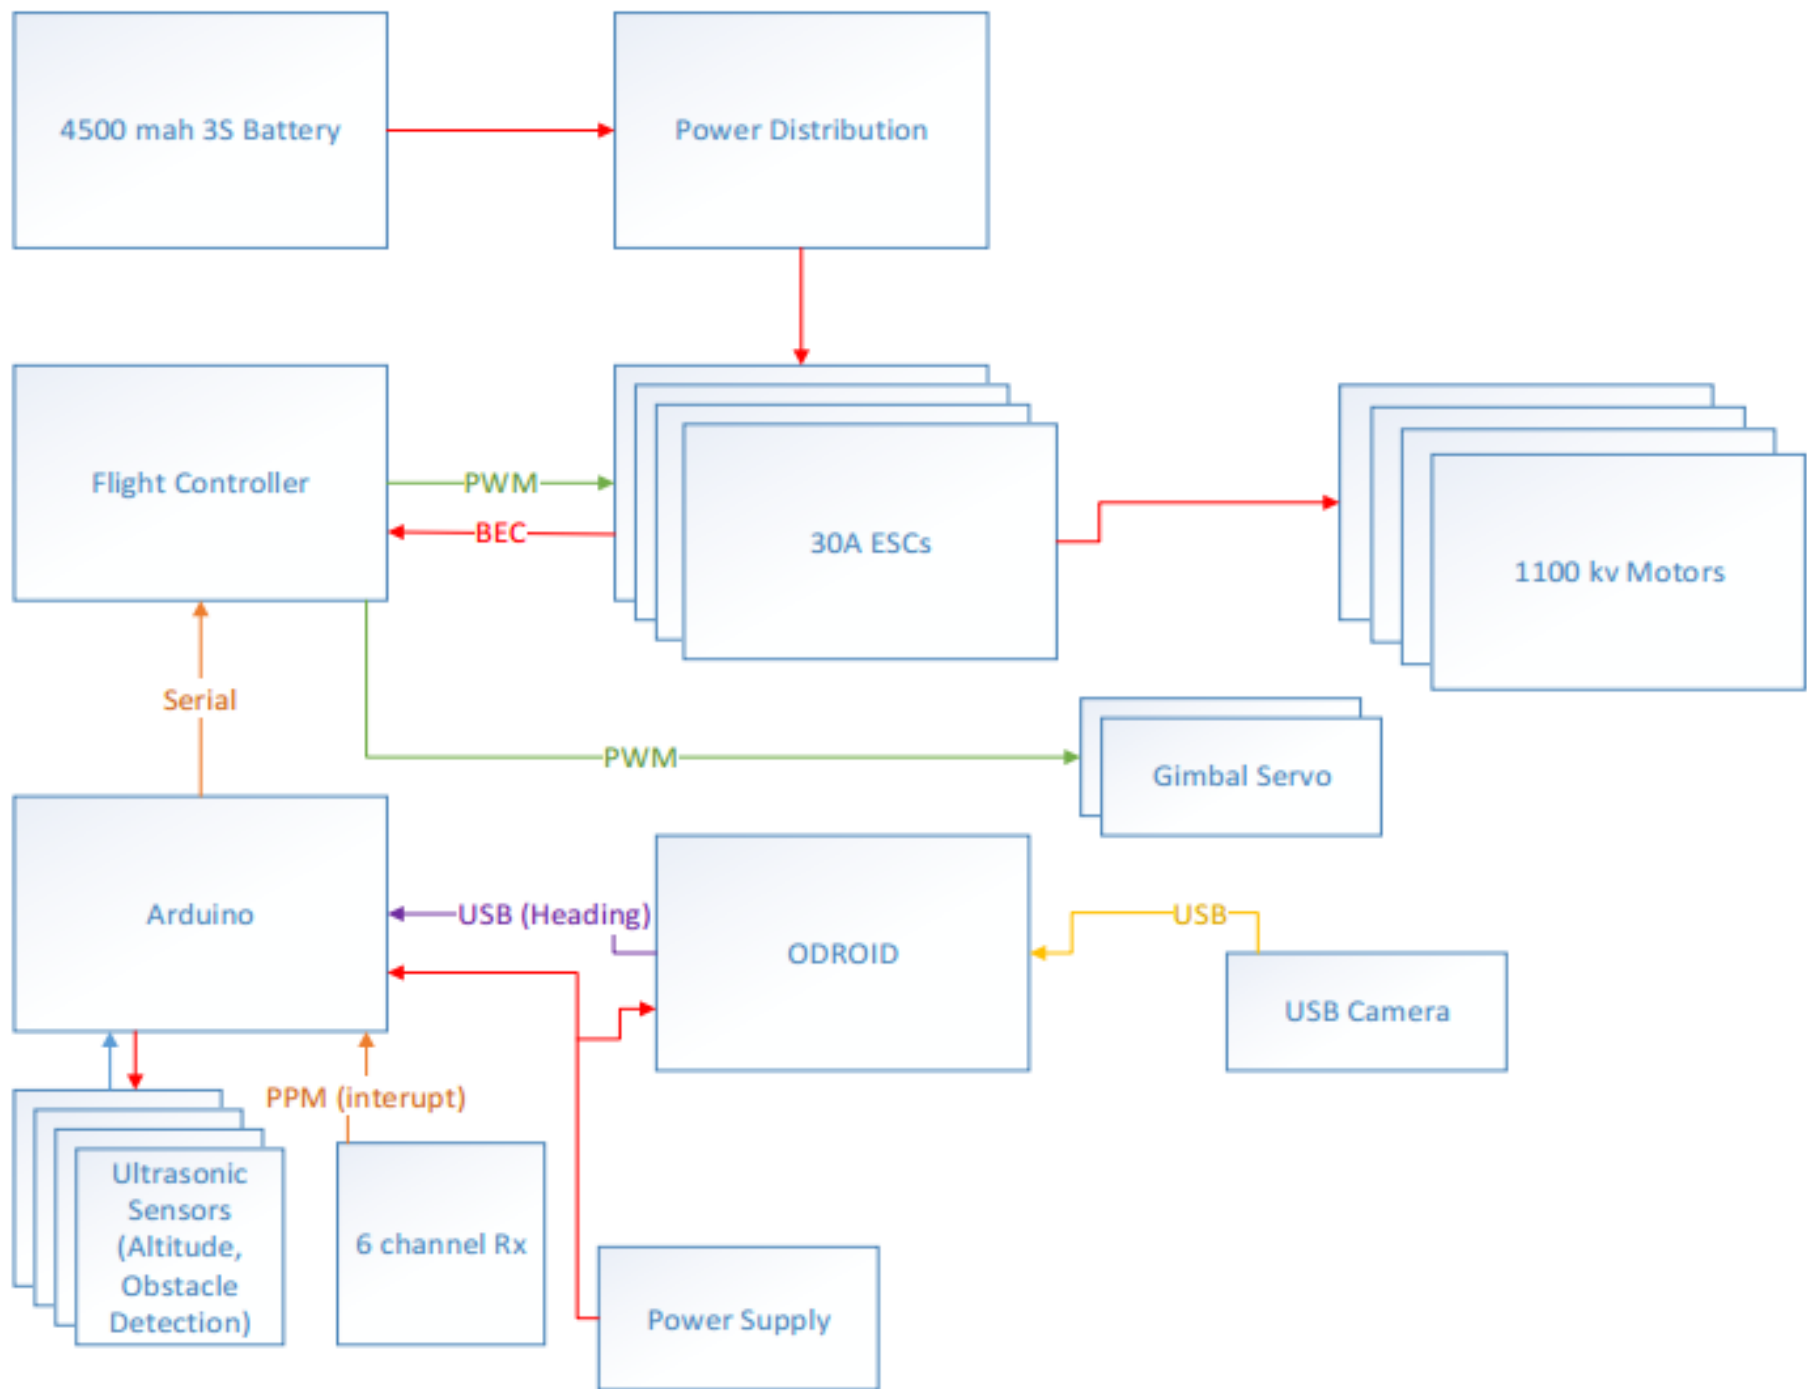 4500 mah 3S Battery
Power Distribution
Flight Controller
PWM
BEC
30A ESCs
1100 kv Motors
Serial
PWM
Gimbal Servo
Arduino
USB (Heading)
ODROID
USB
USB Camera
PPM (interupt)
Ultrasonic
Sensors
(Altitude,
Obstacle
Detection)
6 channel Rx
Power Supply